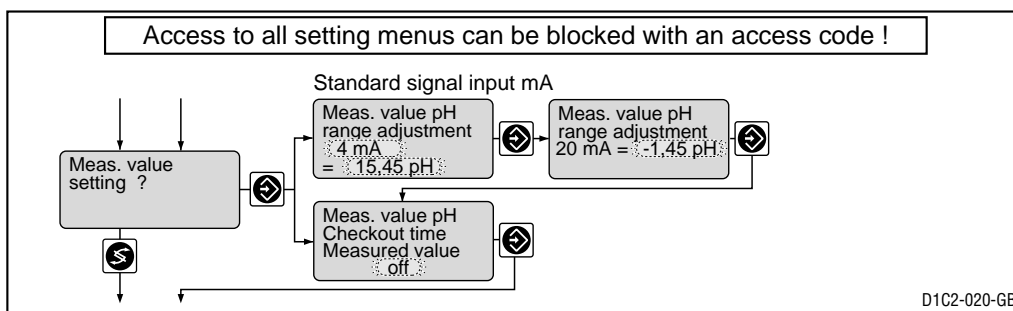 Access to all setting menus can be blocked with an access code !
Standard signal input mA
Meas. value pH
range adjustment
4 mA
= 15,45 pH
Meas. value pH
range adjustment
20 mA = -1,45 pH
Meas. value
setting ?
Meas. value pH
Checkout time
Measured value
off
D1C2-020-GB